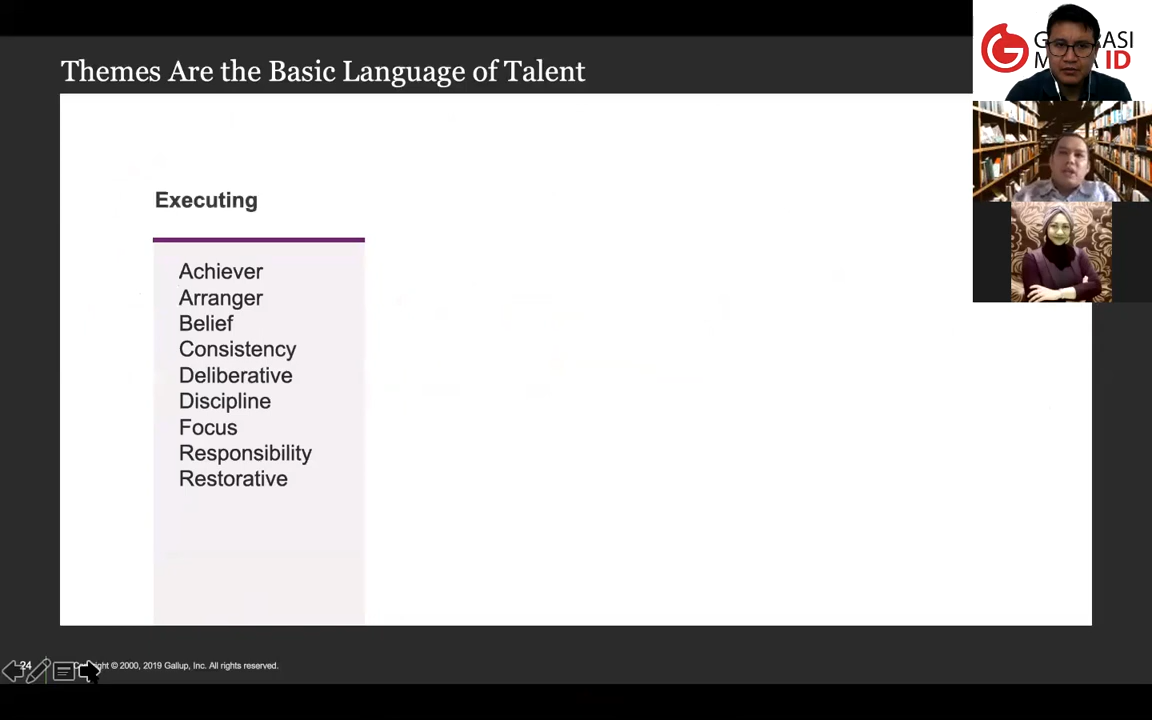 Themes Are the Basic Language of Talent
ID
Executing
Achiever
Arranger
Belief
Consistency
Deliberative
Discipline
Focus
Responsibility
Restorative
24
© 2000, 2019 Gallup, Inc. All rights reserved.